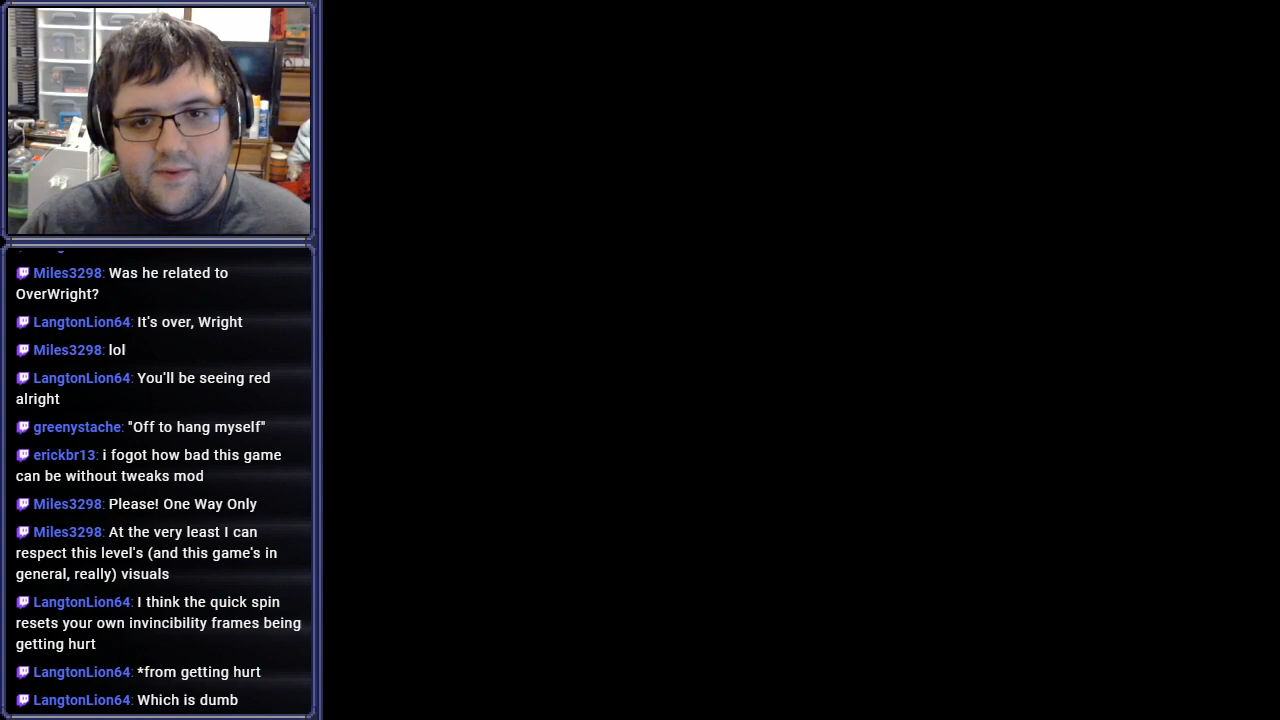 Miles3298: Was he related to
OverWright?
LangtonLion64: It's over, Wright
Miles3298: lol
LangtonLion64: You'll be seeing red
alright
greenystache: "Off to hang myself"
erickbr13: i fogot how bad this game
can be without tweaks mod
Miles3298: Please! One Way Only
Miles3298: At the very least I can
respect this level's (and this game's in
general, really) visuals
LangtonLion64: I think the quick spin
resets your own invincibility frames being
getting hurt
LangtonLion64: *from getting hurt
LangtonLion64: Which is dumb